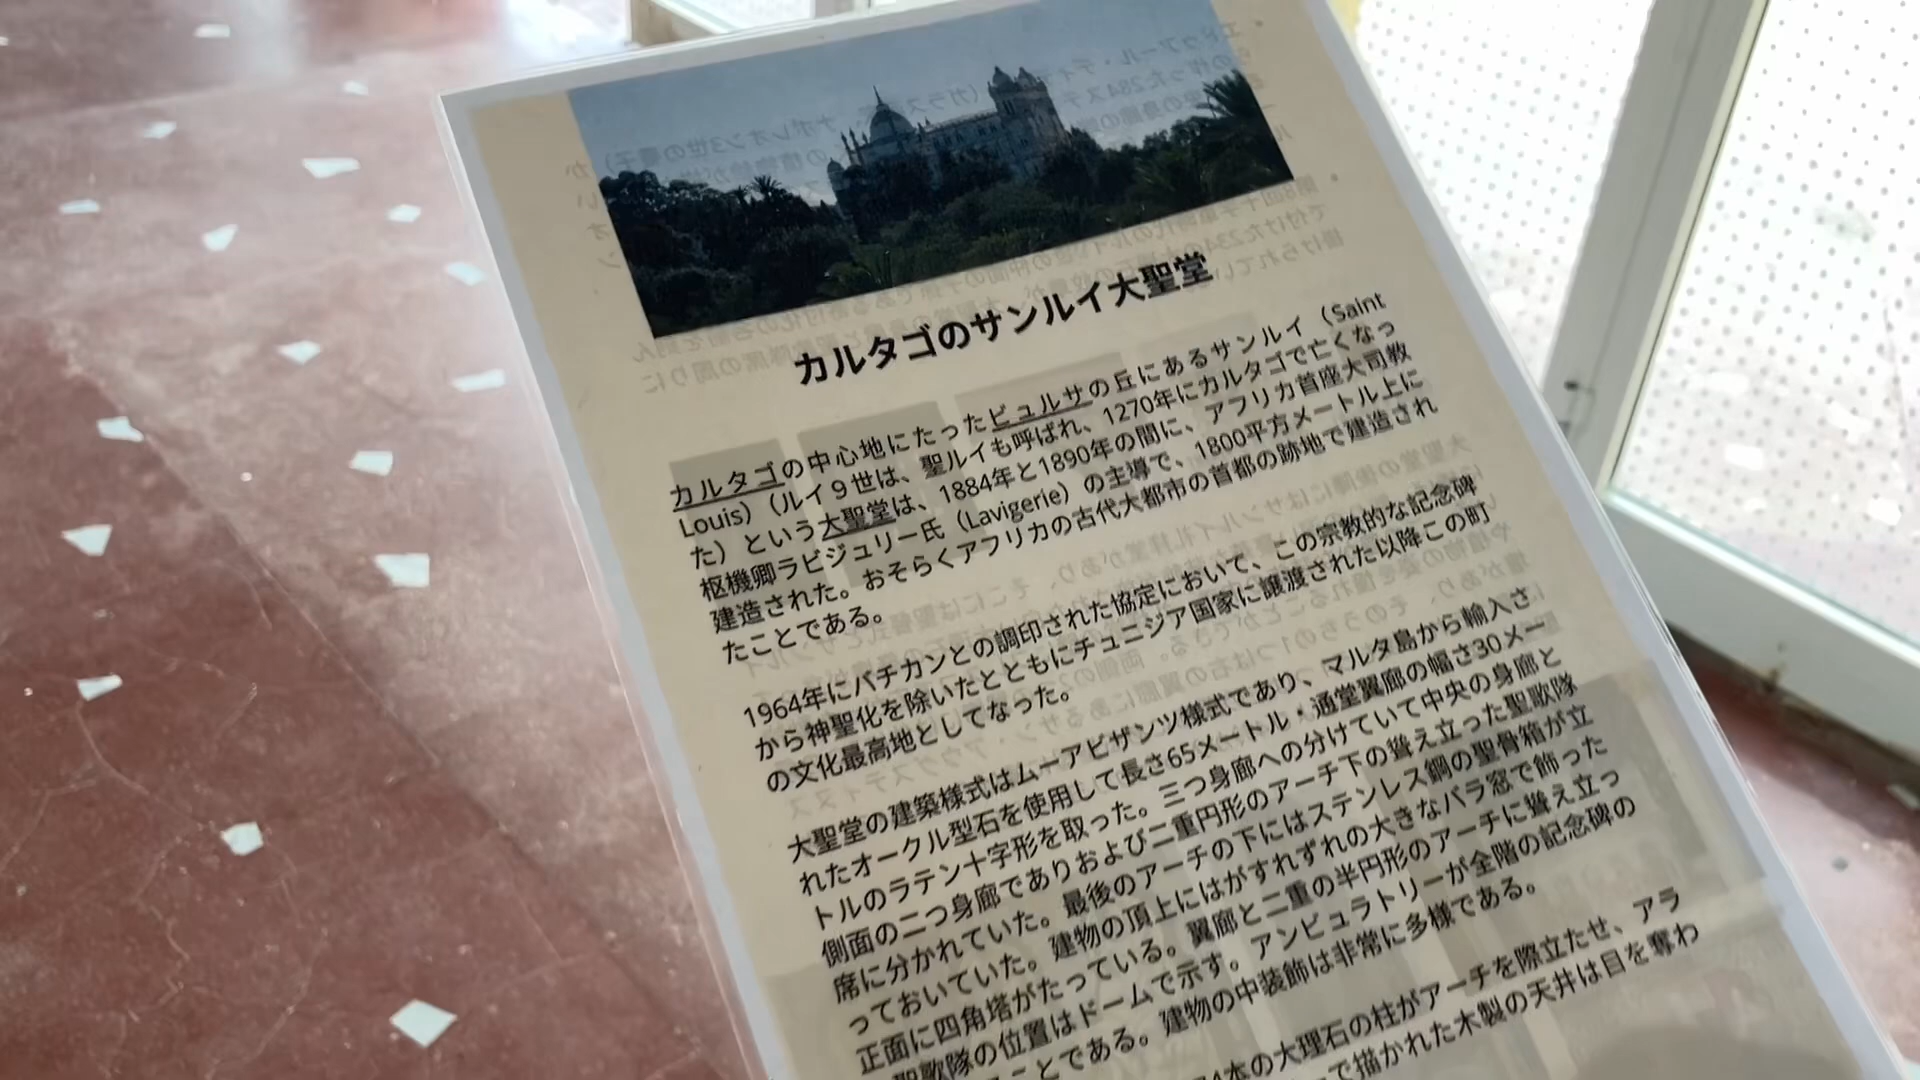 カルタゴのサンルイ大聖堂
カルタゴの中心地にたったビュルサの丘にあるサンルイ（Saint
Louis）（ルイ９世は、聖ルイも呼ばれ、1270年にカルタゴで亡くなっ
た）という大聖堂は、1884年と1890年の間に、アフリカ首座大司教
枢機卿ラビジュリー氏（Lavigerie）の主導で、1800平方メートル上に
建造された。おそらくアフリカの古代大都市の首都の跡地で建造され
たことである。
1964年にバチカンとの調印された協定において、この宗教的な記念碑
から神聖化を除いたとともにチュニジア国家に譲渡された以降この町
の文化最高地としてなった。
大聖堂の建築様式はムーアビザンツ様式であり、マルタ島から輸入さ
れたオークル型石を使用して長さ65メートル・通堂翼廊の幅さ30メー
トルのラテン十字形を取った。三つ身廊への分けていて中央の身廊と
側面の二つ身廊でありおよび二重円形のアーチ下の聳え立った聖歌隊
席に分かれていた。最後のアーチの下にはステンレス鋼の聖骨箱が立
っておいていた。建物の頂上にはがすれずれの大きなバラ窓で飾った
正面に四角塔がたっている。翼廊と二重の半円形のアーチに聳え立っ
聖歌隊の位置はドームで示す。アンビュラトリーが全階の記念碑の
ことである。建物の中装飾は非常に多様である。
4本の大理石の柱がアーチを際立たせ、アラ
で描かれた木製の天井は目を奪わ